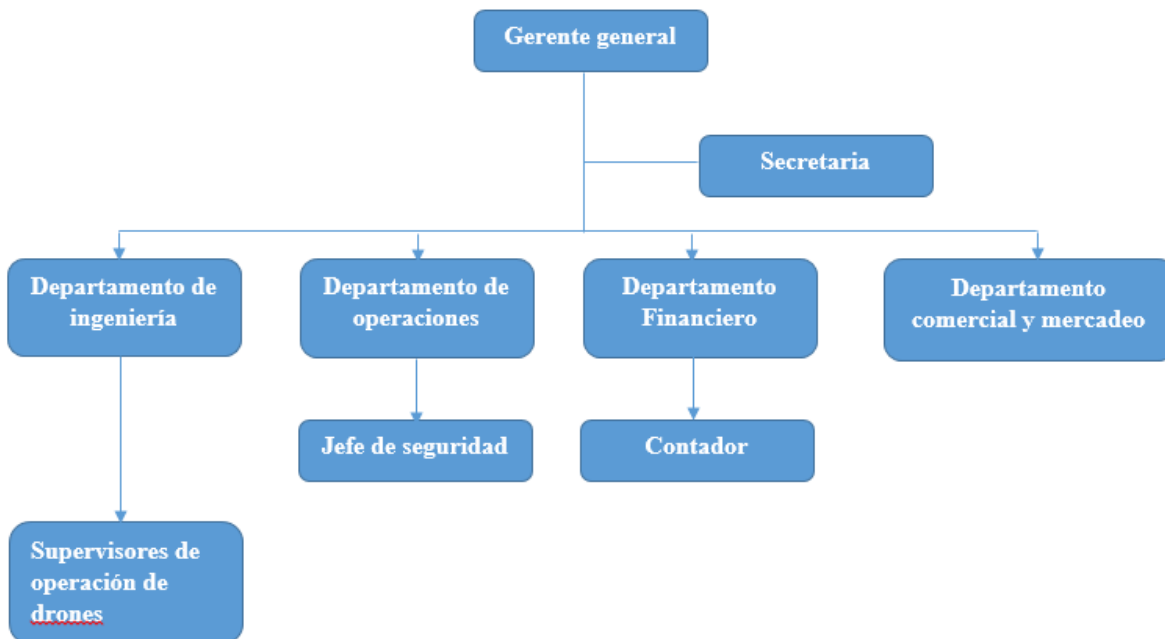 Gerente general
Secretaria
Departamento de
ingeniería
Departamento de
operaciones
Departamento
Financiero
Departamento
comercial y mercadeo
Jefe de seguridad
Contador
Supervisores de
operación de
drones